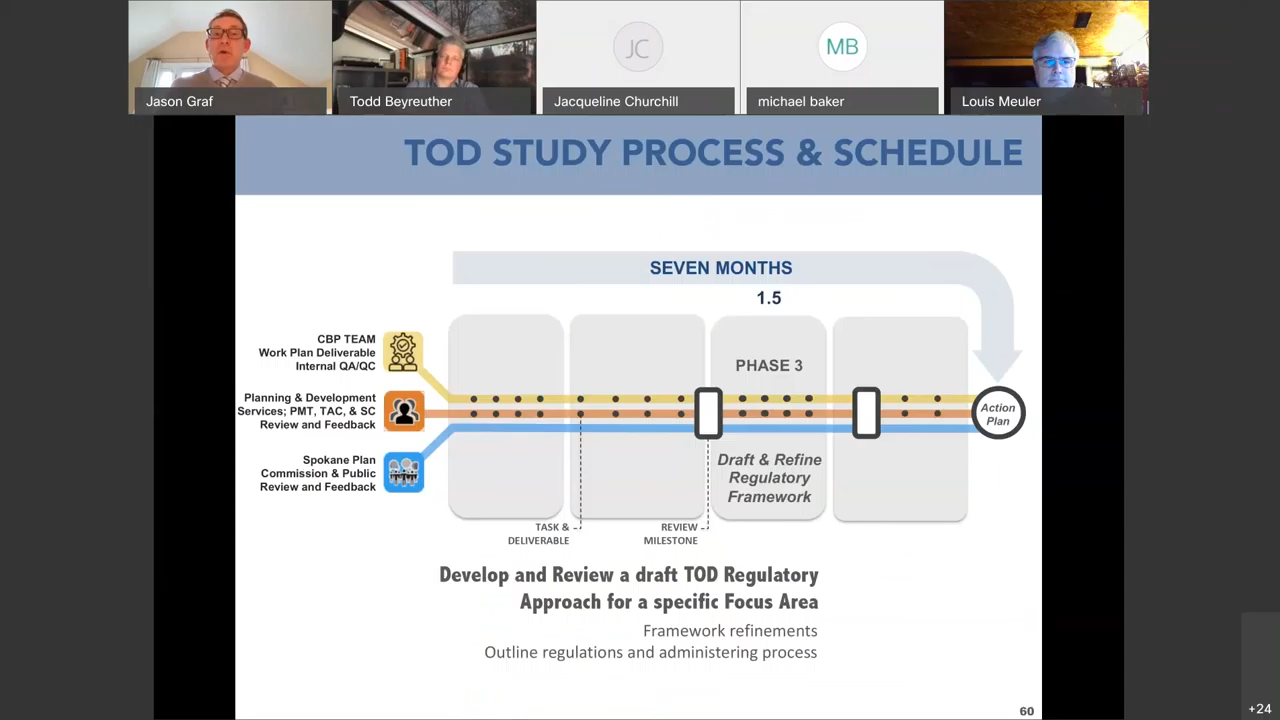 JC
MB
Jason Graf
Todd Beyreuther
Jacqueline Churchill
michael baker
Louis Meuler
TOD STUDY PROCESS & SCHEDULE
SEVEN MONTHS
1.5
CBP TEAM
Work Plan Deliverable
Internal QA/QC
PHASE 3
Planning & Development
Services; PMT, TAC, & SC
Review and Feedback
Action
Plan
Spokane Plan
Commission & Public
Review and Feedback
Draft & Refine
Regulatory
Framework
TASK &
DELIVERABLE
REVIEW
MILESTONE
Develop and Review a draft TOD Regulatory
Approach for a specific Focus Area
Framework refinements
Outline regulations and administering process
60
+24